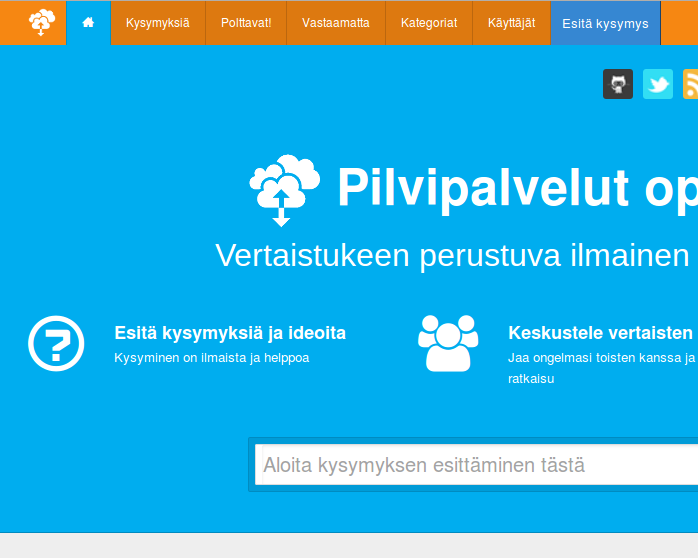 Kysymyksiä Polttavat! Vastaamatta Kategoriat Käyttäjät Esitä kysymys
Pilvipalvelut op
Vertaistukeen perustuva ilmainen
Esitä kysymyksiä ja ideoita
Kysyminen on ilmaista ja helppoa
Keskustele vertaisten
Jaa ongelmasi toisten kanssa ja
ratkaisu
Aloita kysymyksen esittäminen tästä